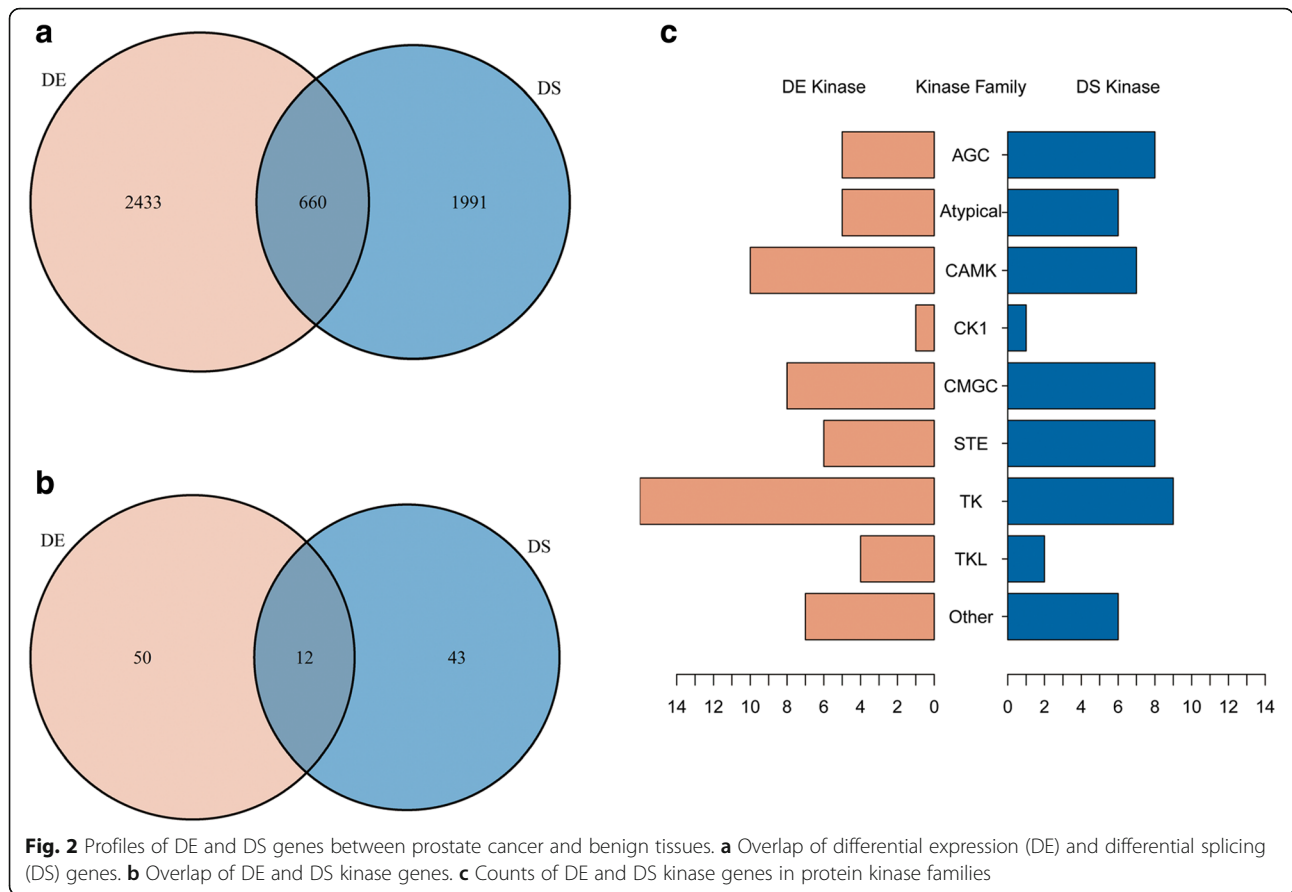 a
DE
DS
2433
660
1991
b
DE
DS
50
12
43
c
DE Kinase Kinase Family DS Kinase
AGC
Atypical
CAMK
CK1
CMGC
STE
TK
TKL
Other
14 12 10 8 6 4 2 0 0 2 4 6 8 10 12 14
Fig. 2 Profiles of DE and DS genes between prostate cancer and benign tissues. a Overlap of differential expression (DE) and differential splicing
(DS) genes. b Overlap of DE and DS kinase genes. c Counts of DE and DS kinase genes in protein kinase families